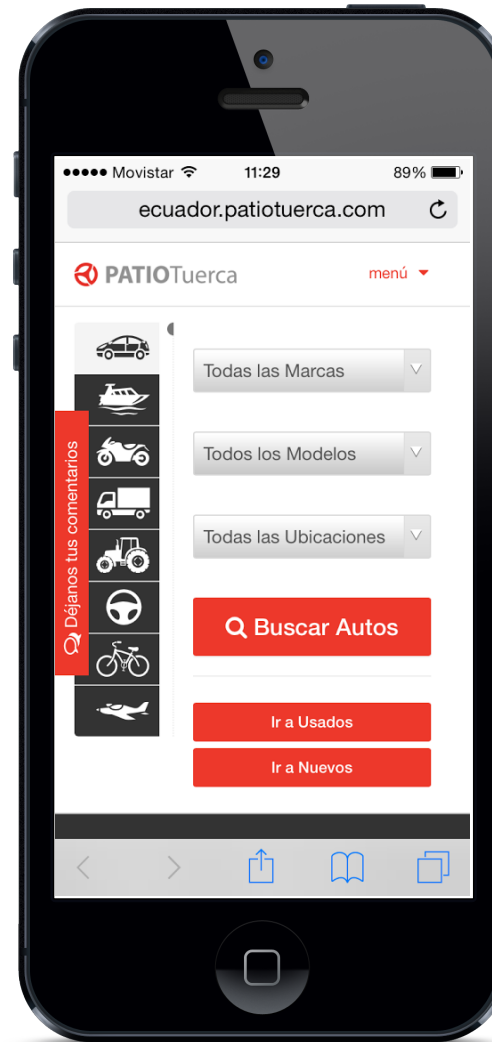 Movistar 11:29 89%
ecuador.patiotuerca.com
PATIOTuerca menú
Todas las Marcas
Todos los Modelos
Todas las Ubicaciones
Buscar Autos
Ir a Usados
Ir a Nuevos
Déjanos tus comentarios